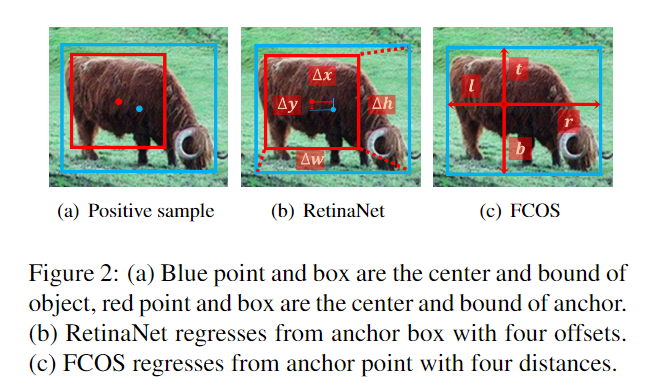 Δx
Δy
Δh
Δw
t
l
r
b
(a) Positive sample
(b) RetinaNet
(c) FCOS
Figure 2: (a) Blue point and box are the center and bound of
object, red point and box are the center and bound of anchor.
(b) RetinaNet regresses from anchor box with four offsets.
(c) FCOS regresses from anchor point with four distances.